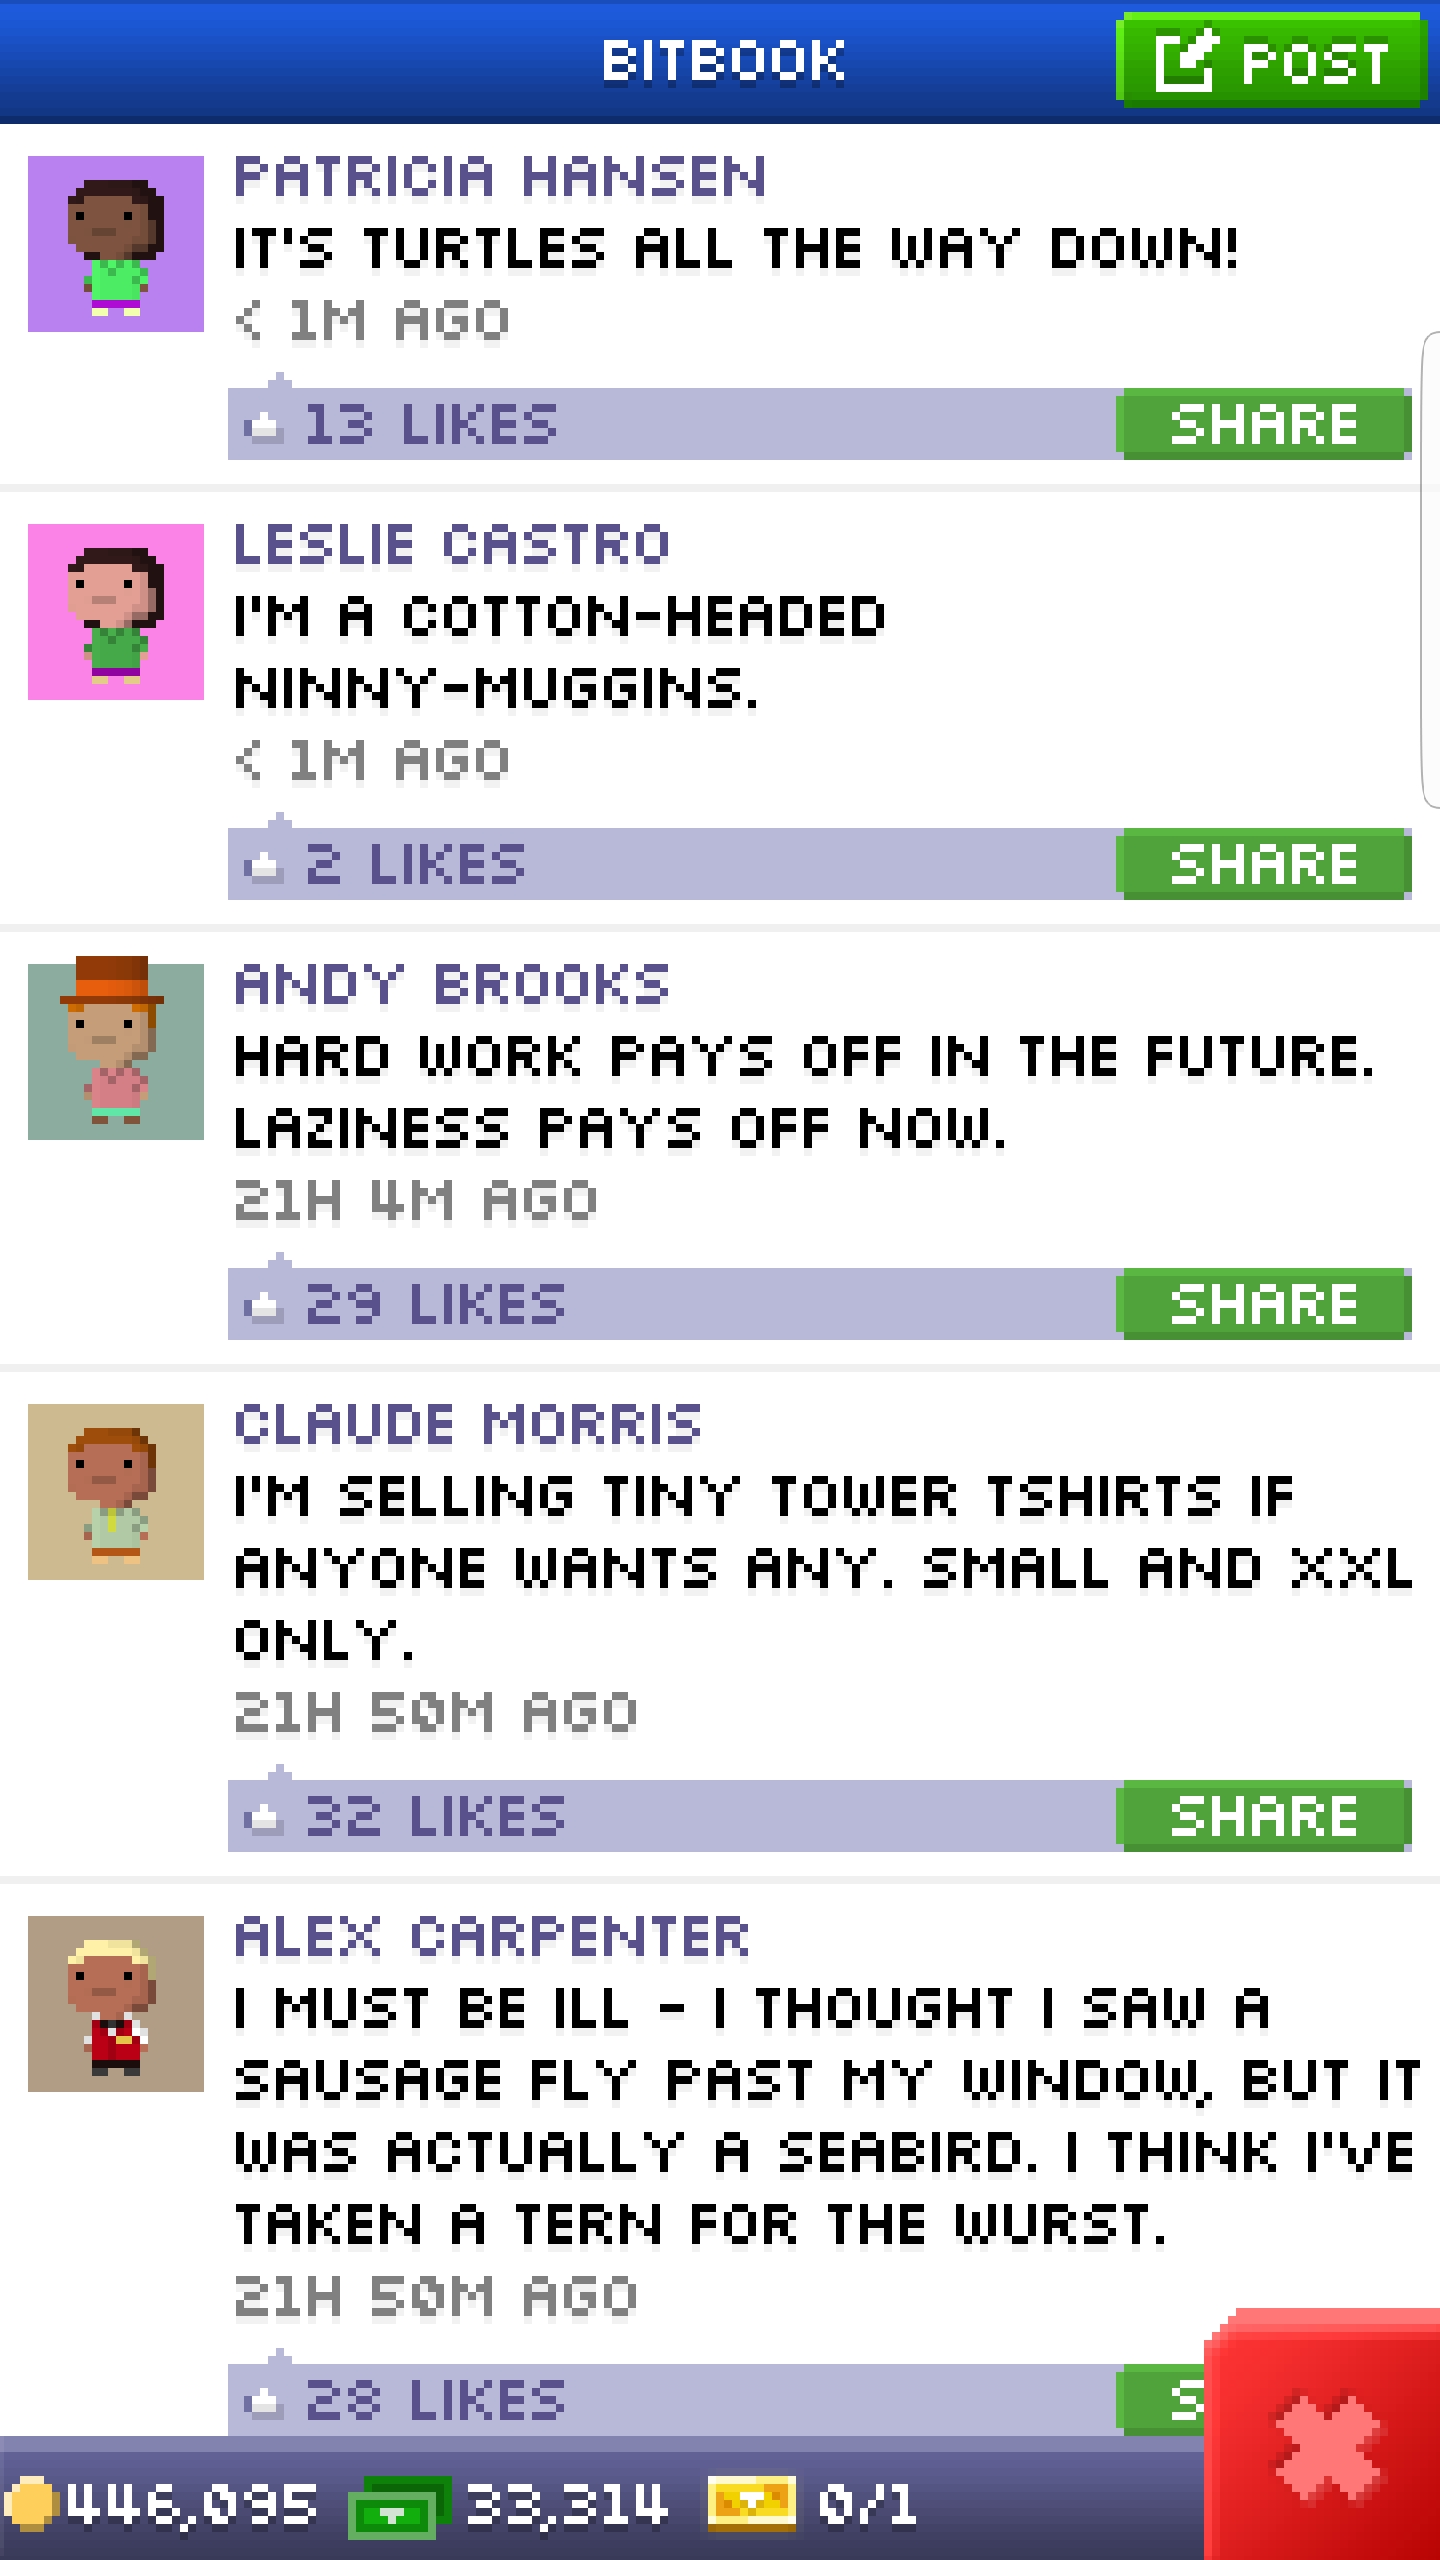 BITBOOK
POST
PATRICIA HANSEN
IT'S TURTLES ALL THE WAY DOWN!
< 1M AGO
13 LIKES
SHARE
LESLIE CASTRO
I'M A COTTON-HEADED
NINNY-MUGGINS.
< 1M AGO
2 LIKES
SHARE
ANDY BROOKS
HARD WORK PAYS OFF IN THE FUTURE.
LAZINESS PAYS OFF NOW.
21H 4M AGO
29 LIKES
SHARE
CLAUDE MORRIS
I'M SELLING TINY TOWER TSHIRTS IF
ANYONE WANTS ANY. SMALL AND XXL
ONLY.
21H 50M AGO
32 LIKES
SHARE
ALEX CARPENTER
I MUST BE ILL - I THOUGHT I SAW A
SAUSAGE FLY PAST MY WINDOW, BUT IT
WAS ACTUALLY A SEABIRD. I THINK I'VE
TAKEN A TERN FOR THE WURST.
21H 50M AGO
28 LIKES
S
446,095 33,314 0/1